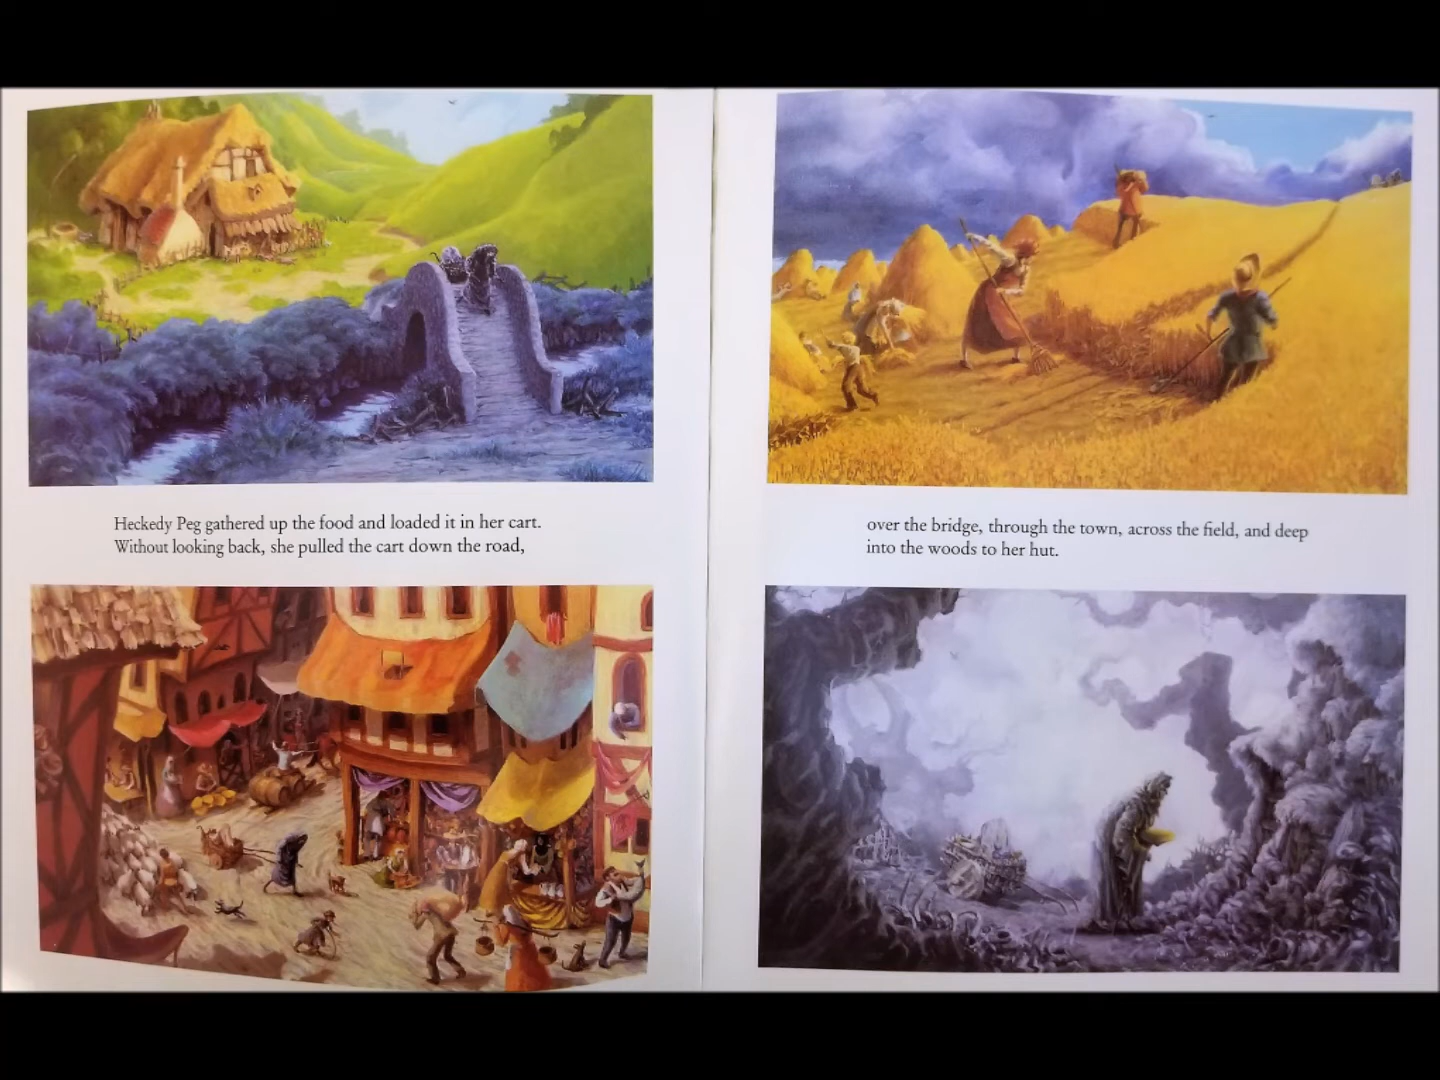 Heckedy Peg gathered up the food and loaded it in her cart.
Without looking back, she pulled the cart down the road,
over the bridge, through the town, across the field, and deep
into the woods to her hut.